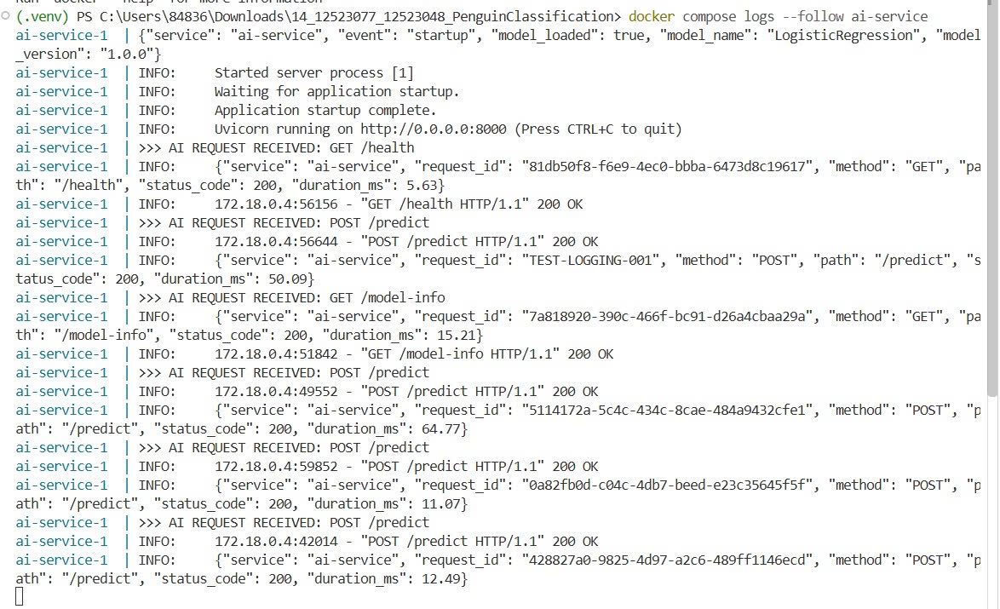 (.venv) PS C:\Users\84836\Downloads\14_12523077_12523048_PenguinClassification> docker compose logs --follow ai-service
ai-service-1  | {"service": "ai-service", "event": "startup", "model_loaded": true, "model_name": "LogisticRegression", "model
_version": "1.0.0"}
ai-service-1  | INFO:     Started server process [1]
ai-service-1  | INFO:     Waiting for application startup.
ai-service-1  | INFO:     Application startup complete.
ai-service-1  | INFO:     Uvicorn running on http://0.0.0.0:8000 (Press CTRL+C to quit)
ai-service-1  | >>> AI REQUEST RECEIVED: GET /health
ai-service-1  | INFO:     {"service": "ai-service", "request_id": "81db50f8-f6e9-4ec0-bbba-6473d8c19617", "method": "GET", "pa
th": "/health", "status_code": 200, "duration_ms": 5.63}
ai-service-1  | INFO:     172.18.0.4:56156 - "GET /health HTTP/1.1" 200 OK
ai-service-1  | >>> AI REQUEST RECEIVED: POST /predict
ai-service-1  | INFO:     172.18.0.4:56644 - "POST /predict HTTP/1.1" 200 OK
ai-service-1  | INFO:     {"service": "ai-service", "request_id": "TEST-LOGGING-001", "method": "POST", "path": "/predict", "s
tatus_code": 200, "duration_ms": 50.09}
ai-service-1  | >>> AI REQUEST RECEIVED: GET /model-info
ai-service-1  | INFO:     {"service": "ai-service", "request_id": "7a818920-390c-466f-bc91-d26a4cbaa29a", "method": "GET", "pa
th": "/model-info", "status_code": 200, "duration_ms": 15.21}
ai-service-1  | INFO:     172.18.0.4:51842 - "GET /model-info HTTP/1.1" 200 OK
ai-service-1  | >>> AI REQUEST RECEIVED: POST /predict
ai-service-1  | INFO:     172.18.0.4:49552 - "POST /predict HTTP/1.1" 200 OK
ai-service-1  | INFO:     {"service": "ai-service", "request_id": "5114172a-5c4c-434c-8cae-484a9432cfe1", "method": "POST", "p
ath": "/predict", "status_code": 200, "duration_ms": 64.77}
ai-service-1  | >>> AI REQUEST RECEIVED: POST /predict
ai-service-1  | INFO:     172.18.0.4:59852 - "POST /predict HTTP/1.1" 200 OK
ai-service-1  | INFO:     {"service": "ai-service", "request_id": "0a82fb0d-c04c-4db7-beed-e23c35645f5f", "method": "POST", "p
ath": "/predict", "status_code": 200, "duration_ms": 11.07}
ai-service-1  | >>> AI REQUEST RECEIVED: POST /predict
ai-service-1  | INFO:     172.18.0.4:42014 - "POST /predict HTTP/1.1" 200 OK
ai-service-1  | INFO:     {"service": "ai-service", "request_id": "428827a0-9825-4d97-a2c6-489ff1146ecd", "method": "POST", "p
ath": "/predict", "status_code": 200, "duration_ms": 12.49}